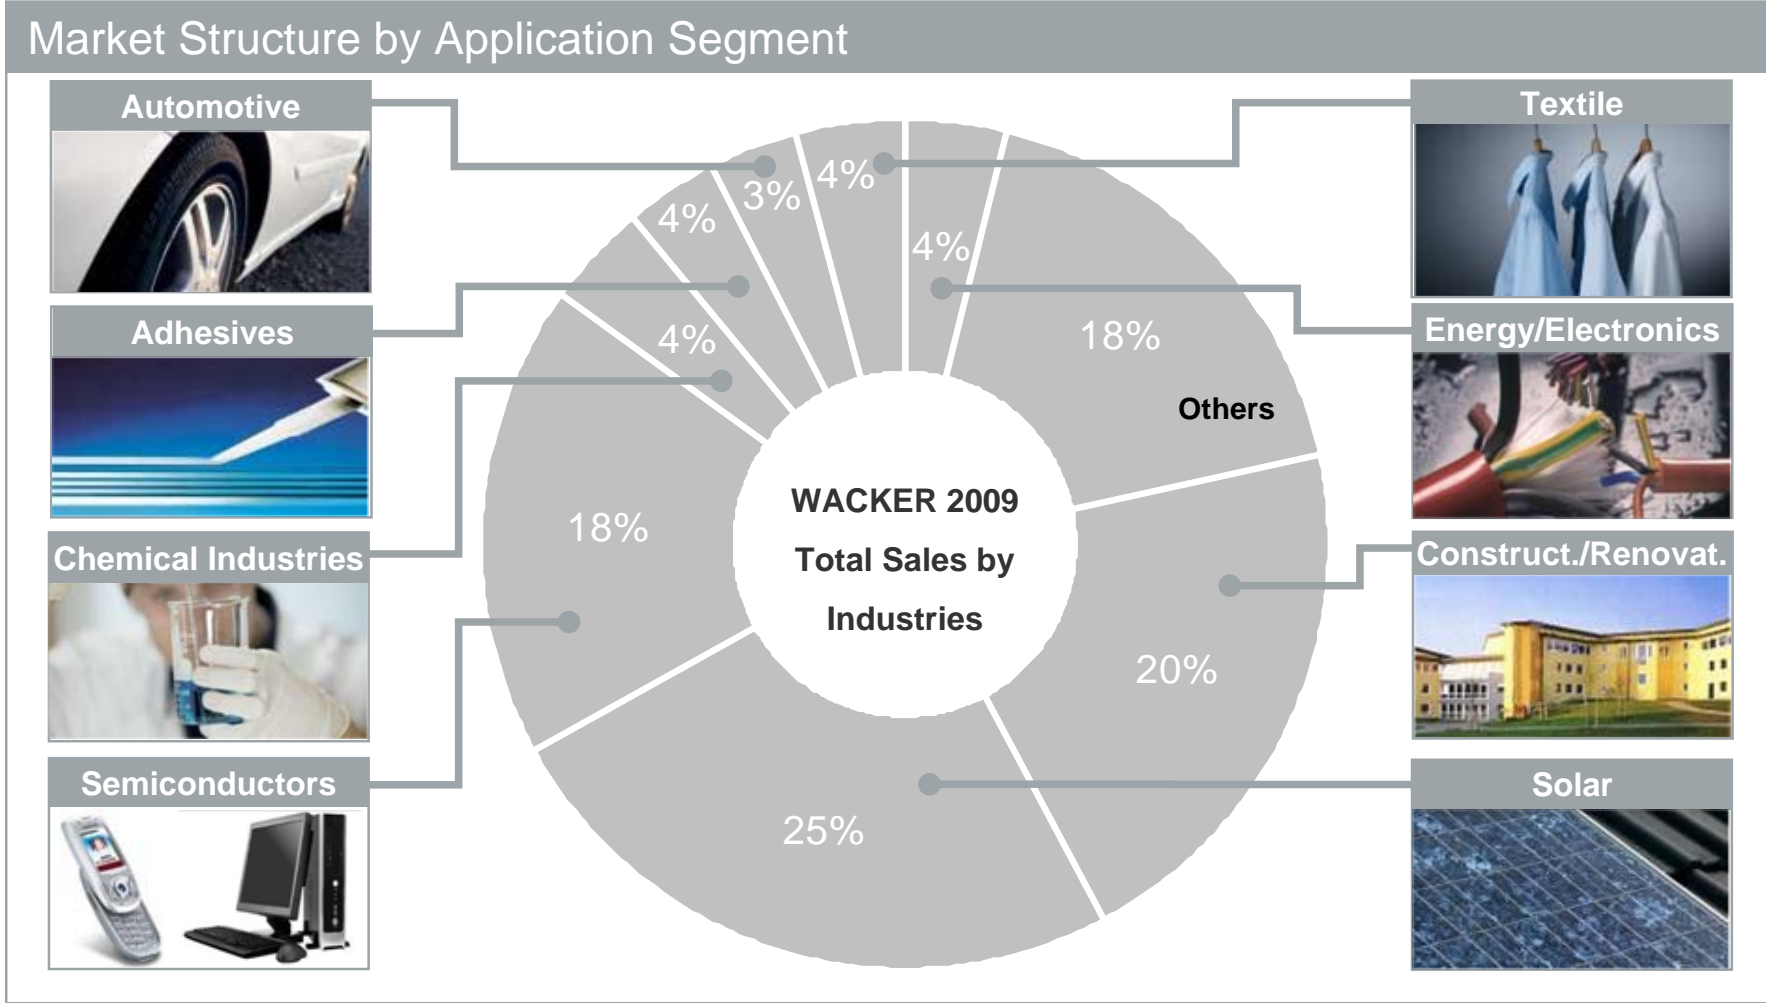 Market Structure by Application Segment
Automotive
Textile
4%
3%
4%
4%
Adhesives
Energy/Electronics
4%
18%
Others
WACKER 2009
Total Sales by
Industries
18%
Chemical Industries
Construct./Renovat.
20%
Semiconductors
Solar
25%